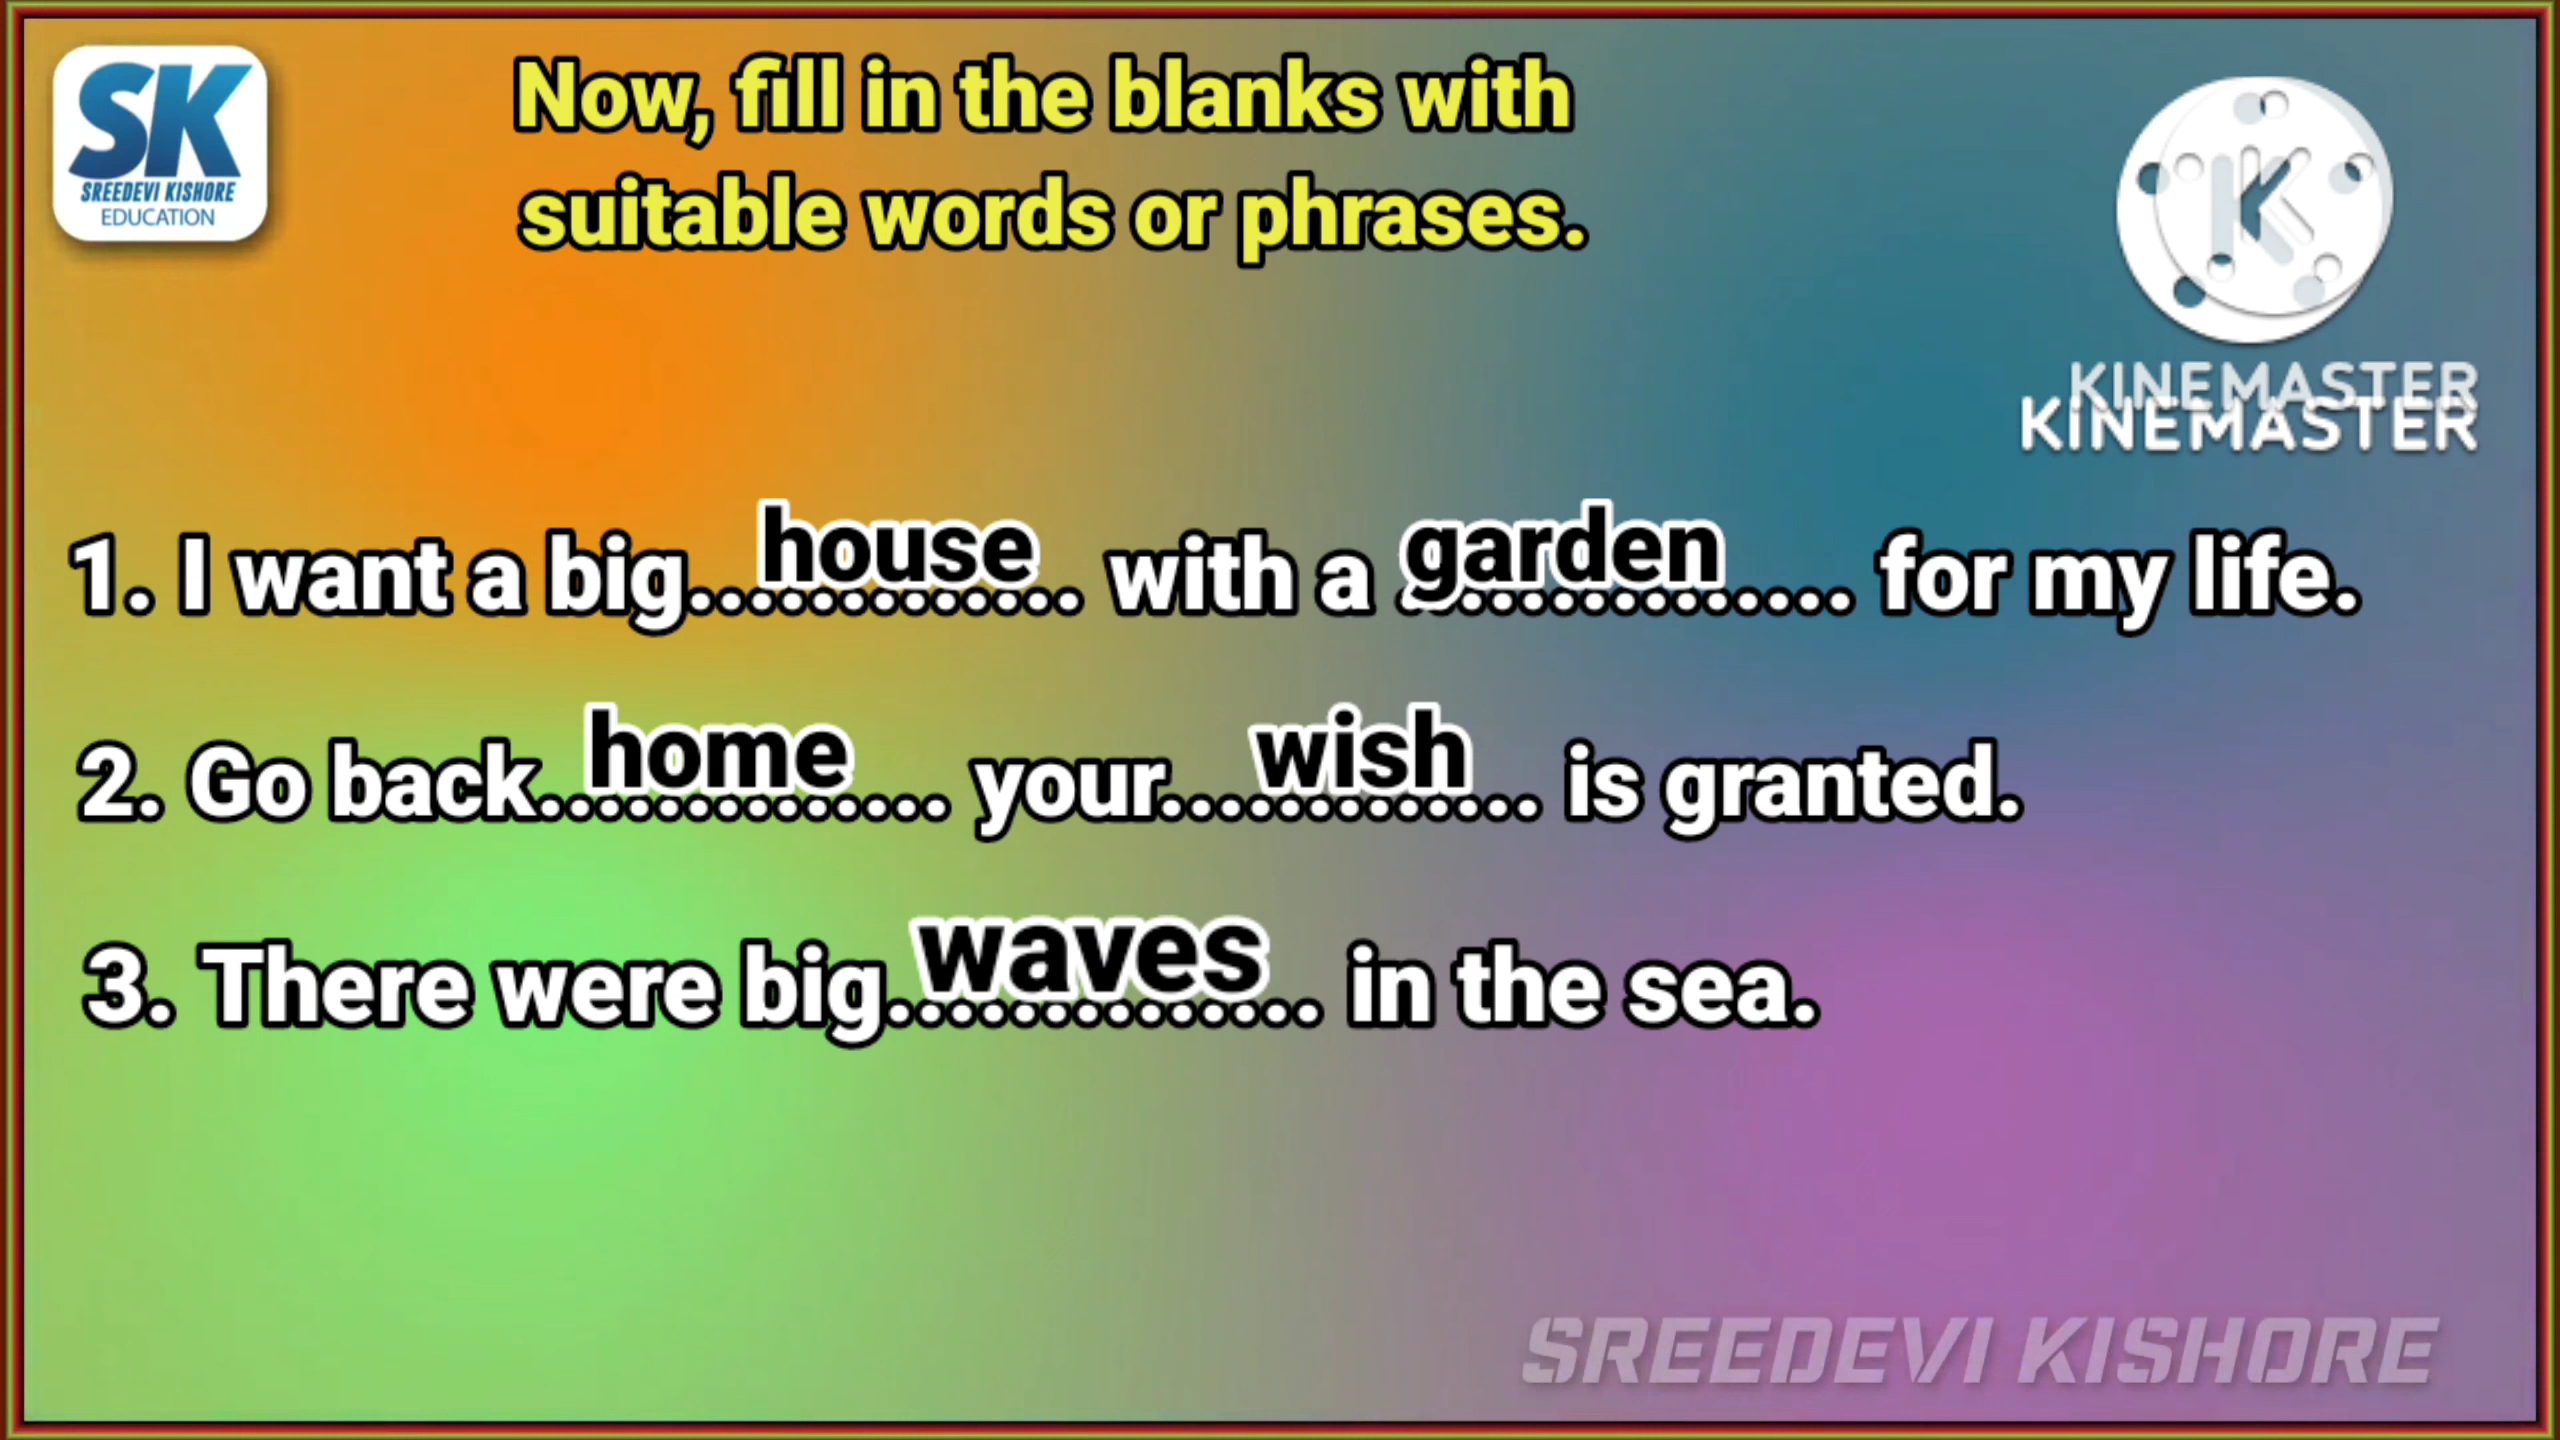 SK
SREEDEVI KISHORE
EDUCATION
Now, fill in the blanks with
suitable words or phrases.
KINEMASTER
KINEMASTER
1. I want a big..house.. with a garden..... for my life.
2. Go back..home.... your...wish... is granted.
3. There were big.waves.. in the sea.
SREEDEVI KISHORE